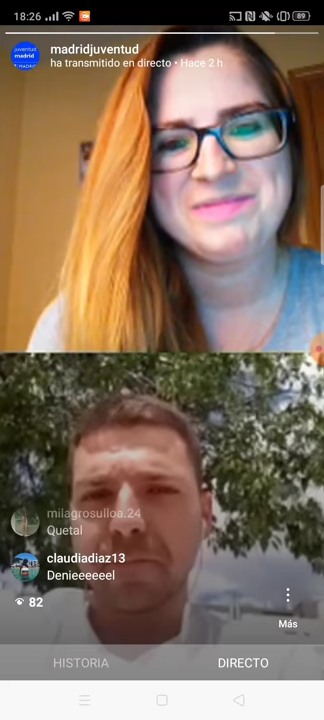 18:26
89
madridjuventud
ha transmitido en directo • Hace 2 h
juventud
madrid
milagrosulloa.24
Quetal
claudiadiaz13
Denieeeeeel
82
Más
HISTORIA
DIRECTO